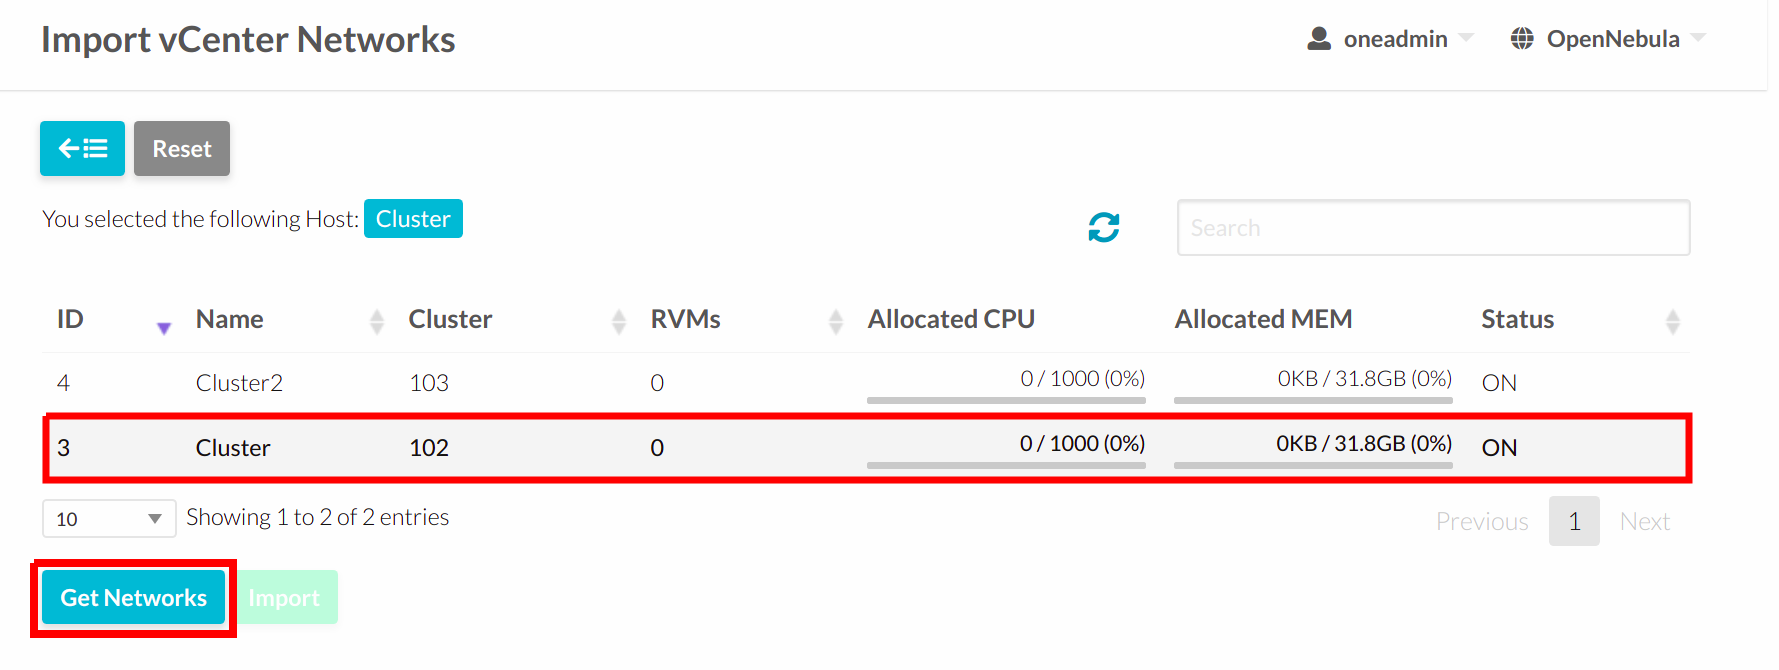 Import vCenter Networks
oneadmin
OpenNebula
Reset
You selected the following Host: Cluster
Search
ID Name Cluster RVMs Allocated CPU Allocated MEM Status
4 Cluster2 103 0 0 / 1000 (0%) 0KB / 31.8GB (0%) ON
3 Cluster 102 0 0 / 1000 (0%) 0KB / 31.8GB (0%) ON
10 Showing 1 to 2 of 2 entries
Previous 1 Next
Get Networks Import